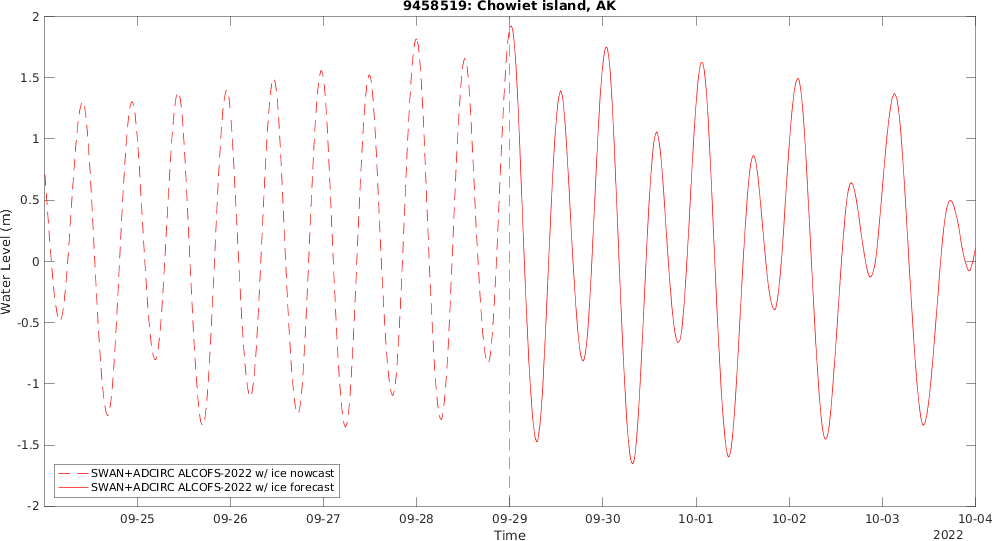 9458519: Chowiet island, AK
Water Level (m)
2
1.5
1
0.5
0
-0.5
-1
-1.5
-2
SWAN+ADCIRC ALCOFS-2022 w/ ice nowcast
SWAN+ADCIRC ALCOFS-2022 w/ ice forecast
09-25 09-26 09-27 09-28 09-29 09-30 10-01 10-02 10-03 10-04
Time
2022